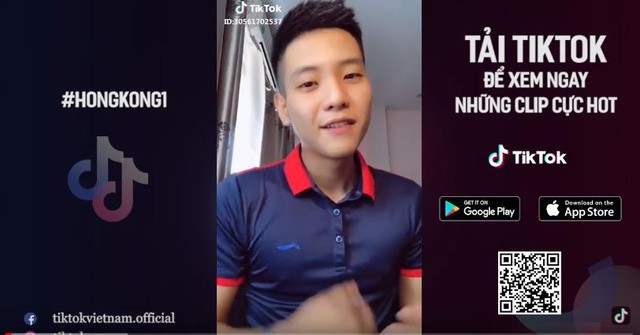 #HONGKONG1
tiktokvietnam.official
TikTok
ID:30561702537
TẢI TIKTOK
ĐỂ XEM NGAY
NHỮNG CLIP CỰC HOT
TikTok
GET IT ON
Google Play
Download on the
App Store